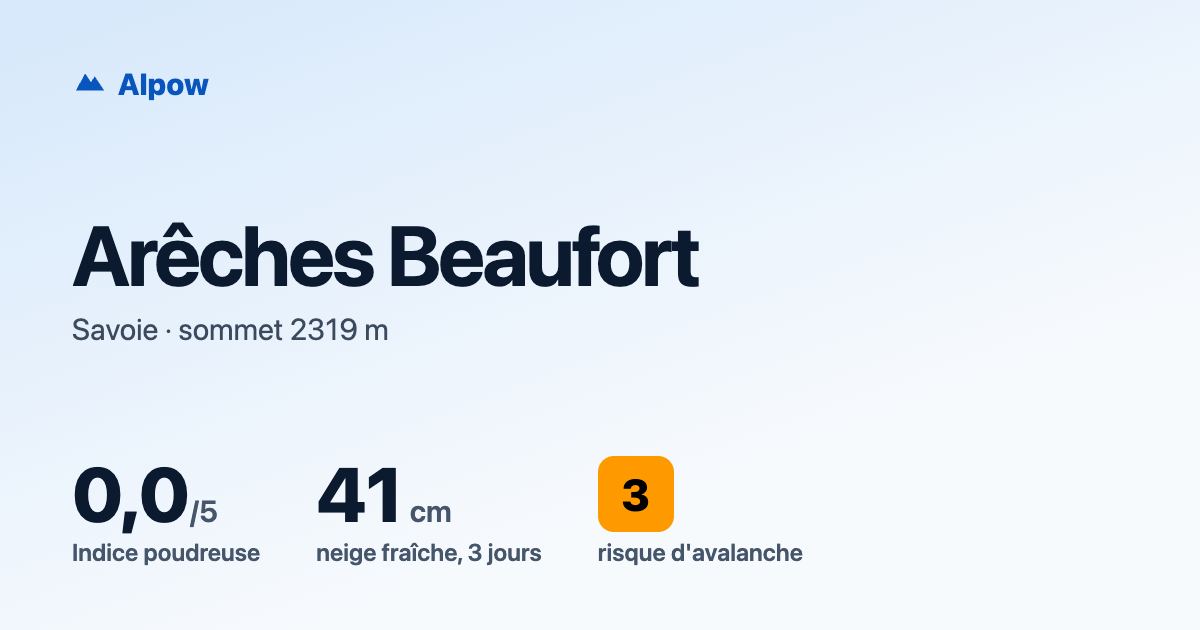 Alpow
Arêches Beaufort
Savoie · sommet 2319 m
0,0/5
Indice poudreuse
41 cm
neige fraîche, 3 jours
3
risque d'avalanche